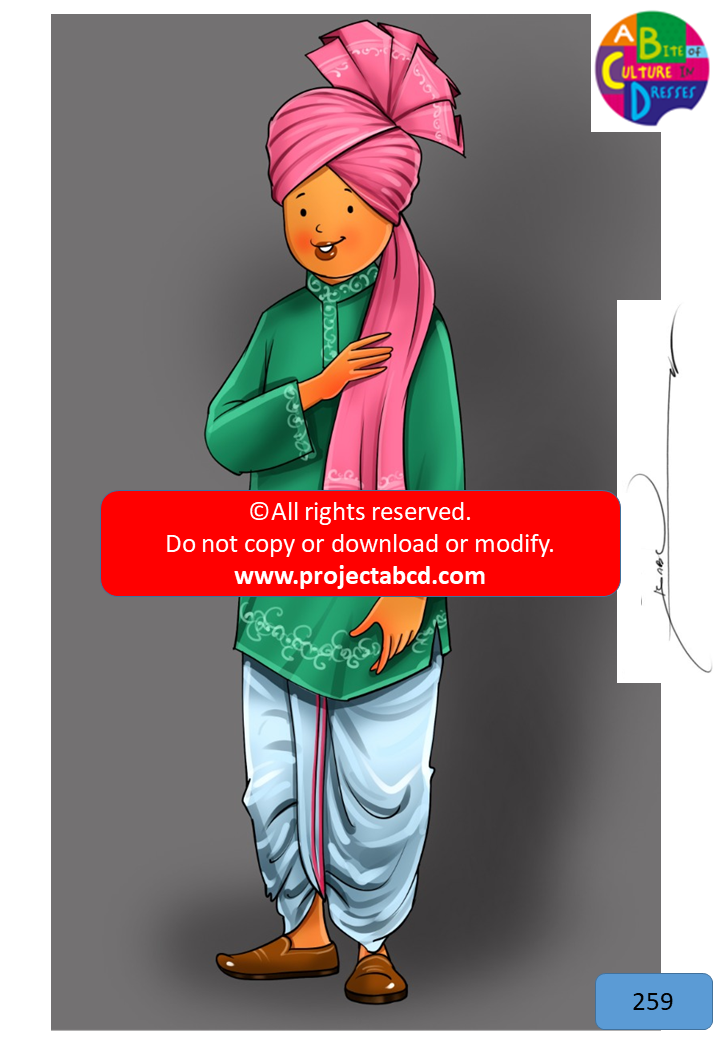 A BITE OF
CULTURE IN
DRESSES
©All rights reserved.
Do not copy or download or modify.
www.projectabcd.com
259